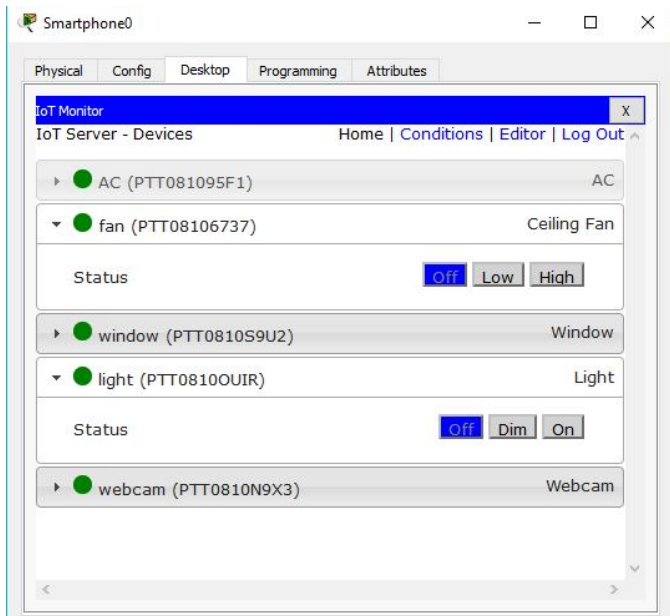 Smartphone0
Physical Config Desktop Programming Attributes
IoT Monitor X
IoT Server - Devices Home | Conditions | Editor | Log Out
AC (PTT081095F1) AC
fan (PTT08106737) Ceiling Fan
Status Off Low High
window (PTT0810S9U2) Window
light (PTT0810OUIR) Light
Status Off Dim On
webcam (PTT0810N9X3) Webcam